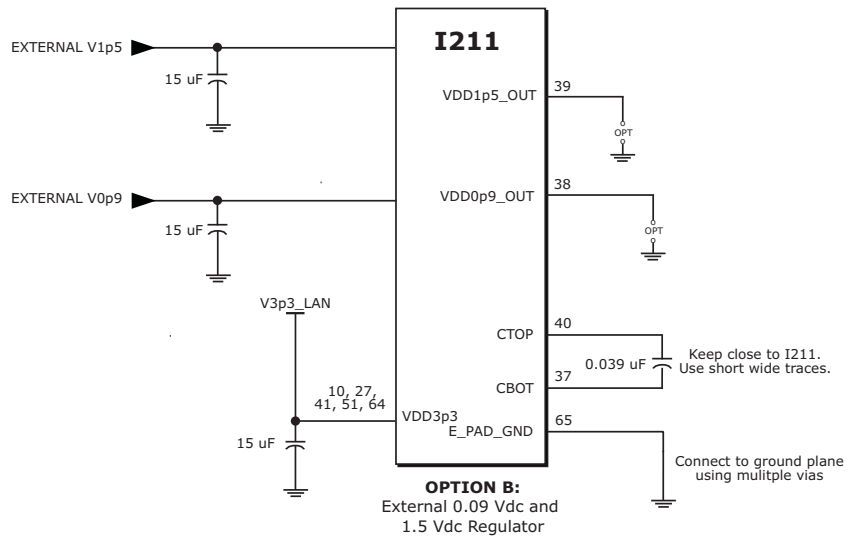 I211
EXTERNAL V1p5
15 uF
VDD1p5_OUT
39
OPT
EXTERNAL V0p9
15 uF
VDD0p9_OUT
38
OPT
V3p3_LAN
10, 27,
41, 51, 64
VDD3p3
15 uF
CTOP
40
0.039 uF
Keep close to I211.
Use short wide traces.
CBOT
37
E_PAD_GND
65
Connect to ground plane
using mulitple vias
OPTION B:
External 0.09 Vdc and
1.5 Vdc Regulator